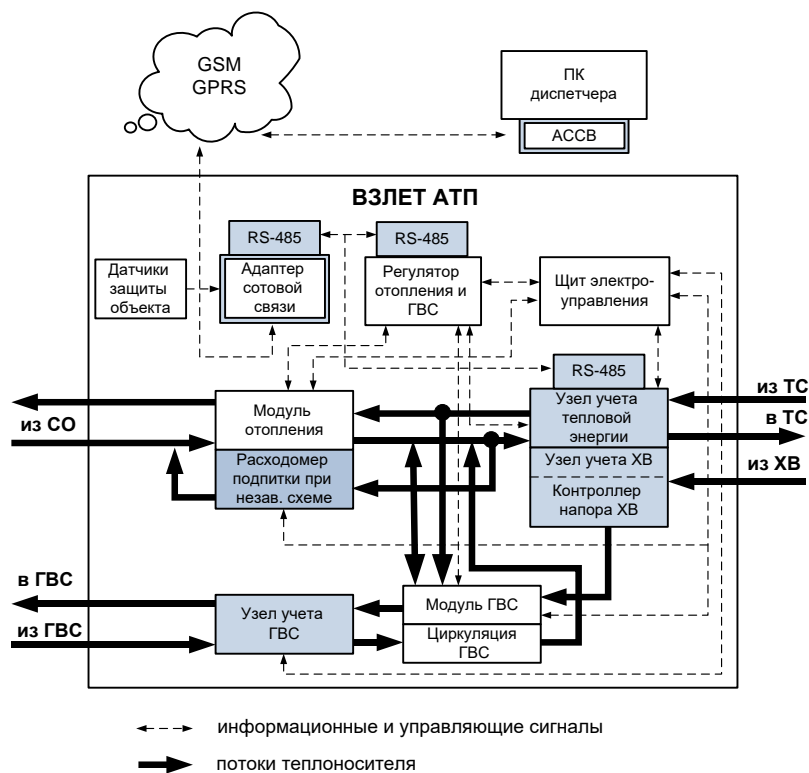 GSM
GPRS
ПК
диспетчера
АССВ
ВЗЛЕТ АТП
RS-485
RS-485
Датчики
защиты
объекта
Адаптер
сотовой
связи
Регулятор
отопления и
ГВС
Щит электро-
управления
RS-485
из ТС
в ТС
из СО
Модуль
отопления
Узел учета
тепловой
энергии
Расходомер
подпитки при
незав. схеме
Узел учета ХВ
из ХВ
Контроллер
напора ХВ
в ГВС
из ГВС
Узел учета
ГВС
Модуль ГВС
Циркуляция
ГВС
информационные и управляющие сигналы
потоки теплоносителя